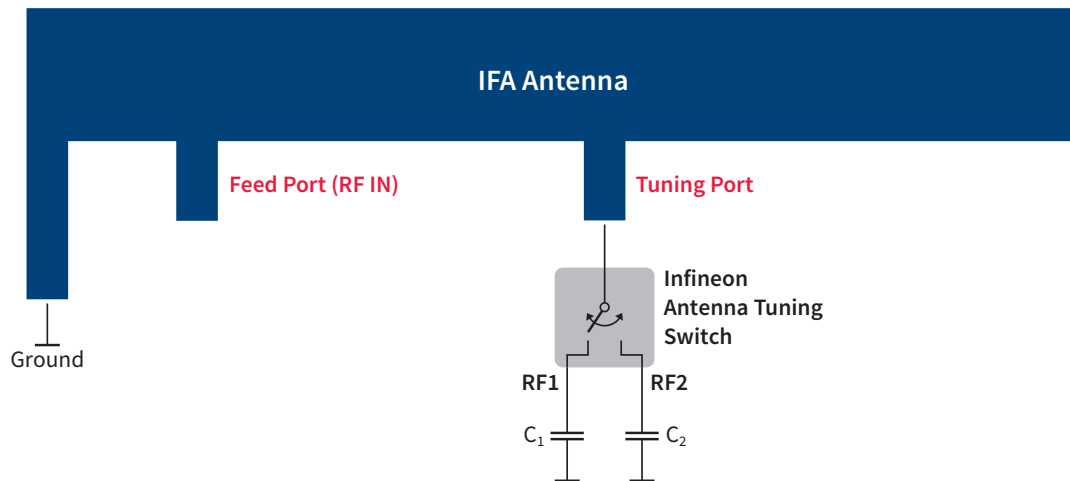 IFA Antenna
Feed Port (RF IN)
Tuning Port
Infineon
Antenna Tuning
Switch
Ground
RF1
RF2
C₁
C₂